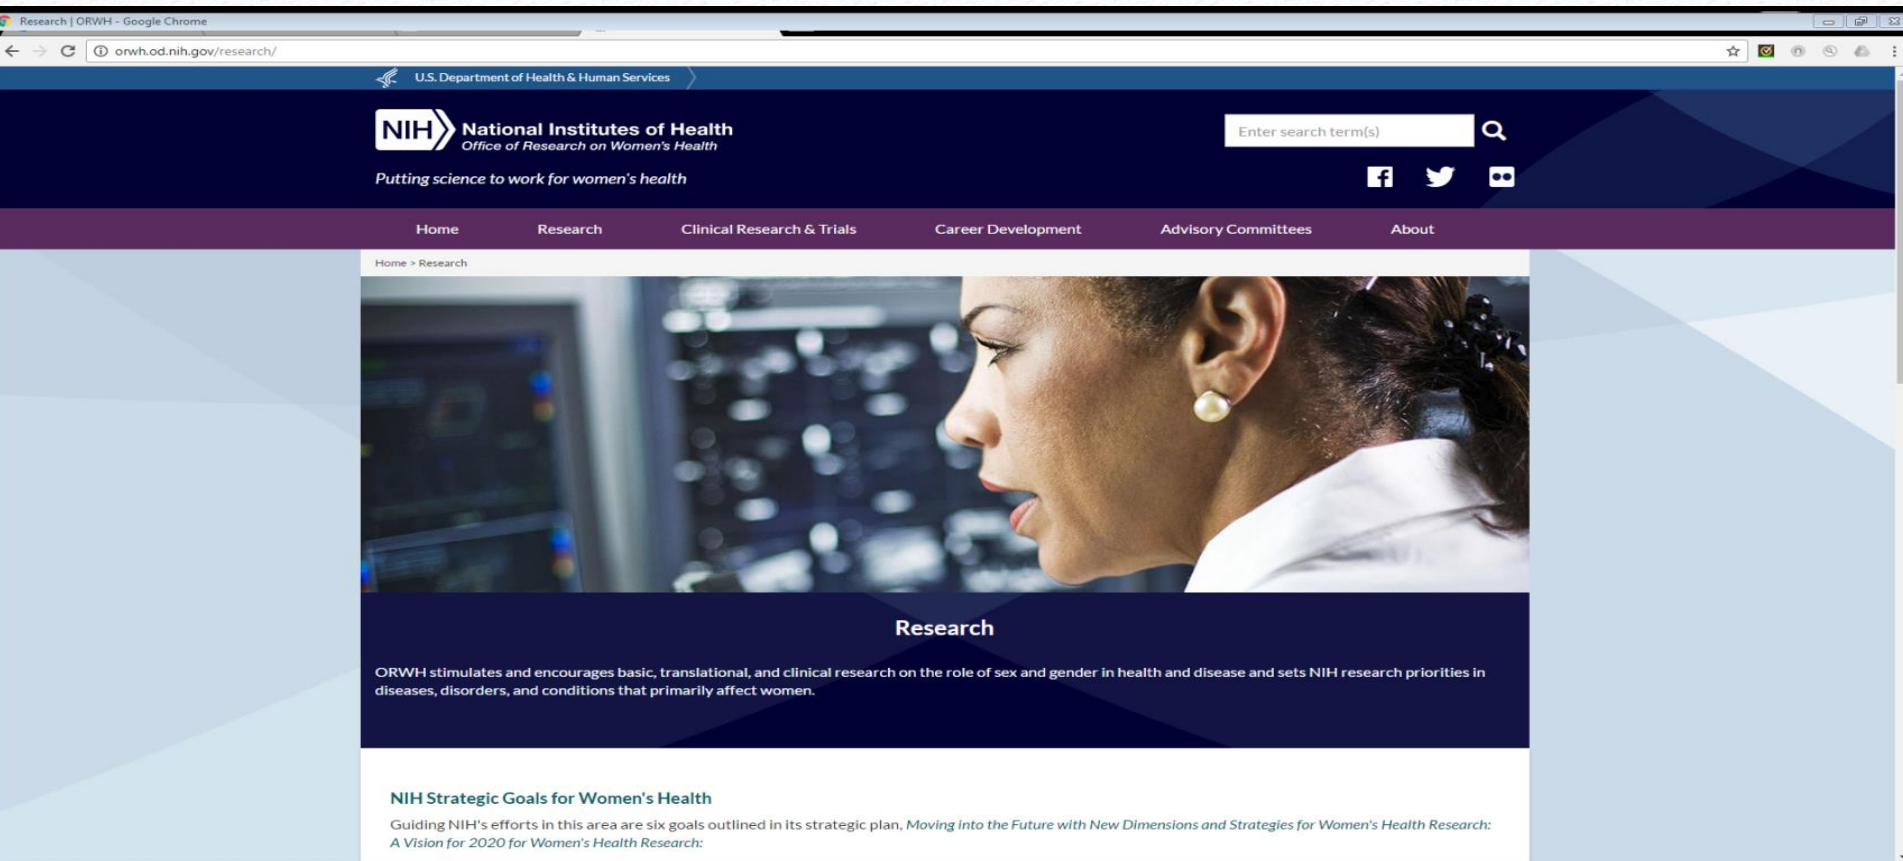 Research | ORWH - Google Chrome
orwh.od.nih.gov/research/
U.S. Department of Health & Human Services
NIH National Institutes of Health
Office of Research on Women's Health
Enter search term(s)
Putting science to work for women's health
Home Research Clinical Research & Trials Career Development Advisory Committees About
Home > Research
Research
ORWH stimulates and encourages basic, translational, and clinical research on the role of sex and gender in health and disease and sets NIH research priorities in
diseases, disorders, and conditions that primarily affect women.
NIH Strategic Goals for Women's Health
Guiding NIH's efforts in this area are six goals outlined in its strategic plan, Moving into the Future with New Dimensions and Strategies for Women's Health Research:
A Vision for 2020 for Women's Health Research: